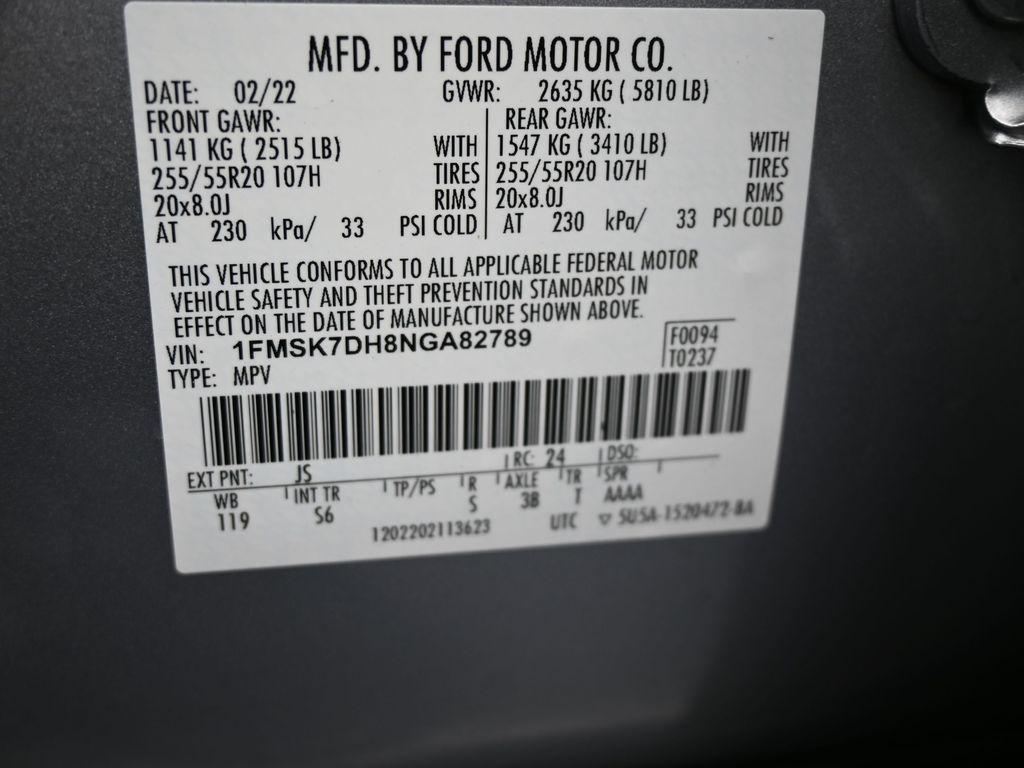 MFD. BY FORD MOTOR CO.
DATE: 02/22 GVWR: 2635 KG ( 5810 LB)
FRONT GAWR: REAR GAWR:
1141 KG ( 2515 LB) WITH 1547 KG ( 3410 LB) WITH
255/55R20 107H TIRES 255/55R20 107H TIRES
20x8.0J RIMS 20x8.0J RIMS
AT 230 kPa/ 33 PSI COLD AT 230 kPa/ 33 PSI COLD
THIS VEHICLE CONFORMS TO ALL APPLICABLE FEDERAL MOTOR
VEHICLE SAFETY AND THEFT PREVENTION STANDARDS IN
EFFECT ON THE DATE OF MANUFACTURE SHOWN ABOVE.
VIN: 1FMSK7DH8NGA82789 F0094
TYPE: MPV T0237
EXT PNT: JS RC: 24 DSO:
WB INT TR TP/PS R AXLE TR SPR
119 S6 S 3B T AAAA
1202202113623 UTC ▽ SU5A-1520472-BA